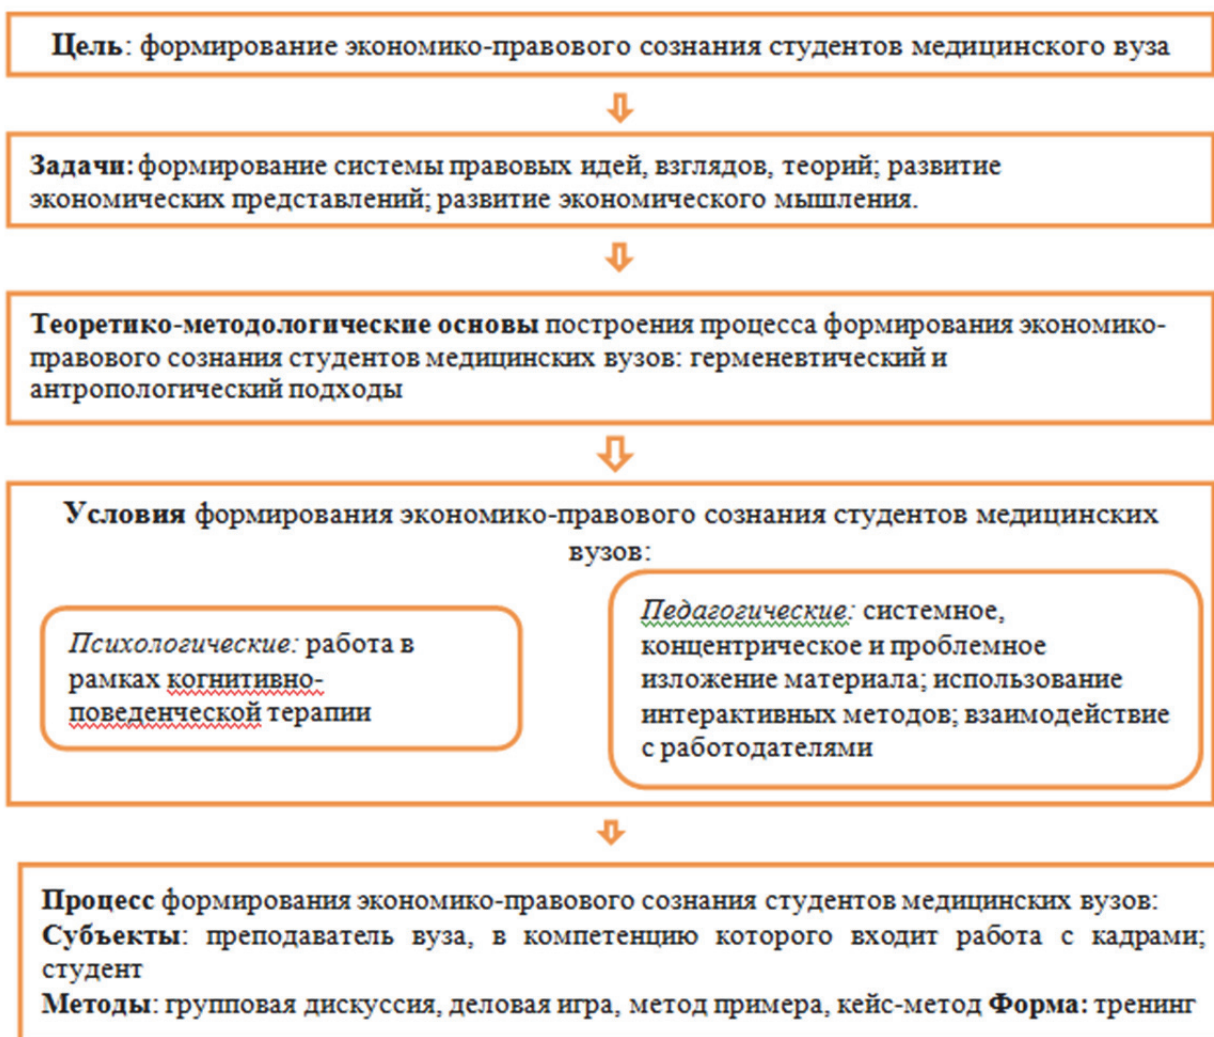 Цель: формирование экономико-правового сознания студентов медицинского вуза
Задачи: формирование системы правовых идей, взглядов, теорий; развитие
экономических представлений; развитие экономического мышления.
Теоретико-методологические основы построения процесса формирования экономико-
правового сознания студентов медицинских вузов: герменевтический и
антропологический подходы
Условия формирования экономико-правового сознания студентов медицинских
вузов:
Психологические: работа в
рамках когнитивно-
поведенческой терапии
Педагогические: системное,
концентрическое и проблемное
изложение материала; использование
интерактивных методов; взаимодействие
с работодателями
Процесс формирования экономико-правового сознания студентов медицинских вузов:
Субъекты: преподаватель вуза, в компетенцию которого входит работа с кадрами;
студент
Методы: групповая дискуссия, деловая игра, метод примера, кейс-метод Форма: тренинг